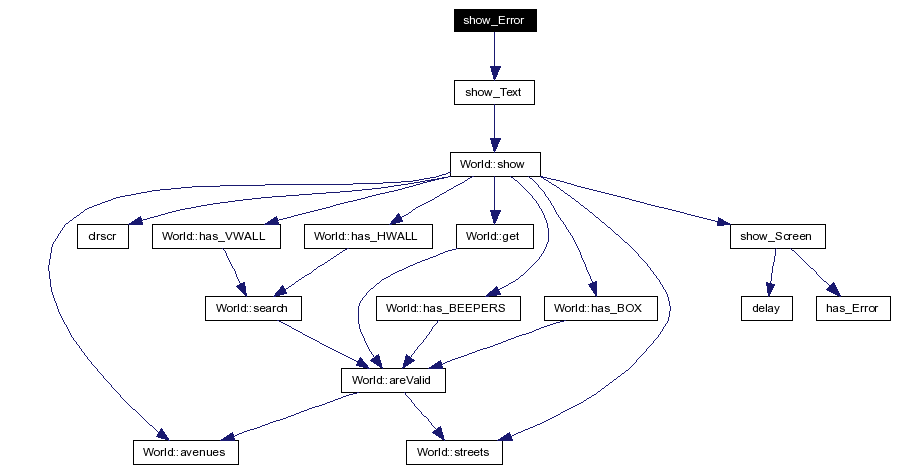 show_Error
show_Text
World::show
clrscr
World::has_VWALL
World::has_HWALL
World::get
show_Screen
World::search
World::has_BEEPERS
World::has_BOX
delay
has_Error
World::areValid
World::avenues
World::streets